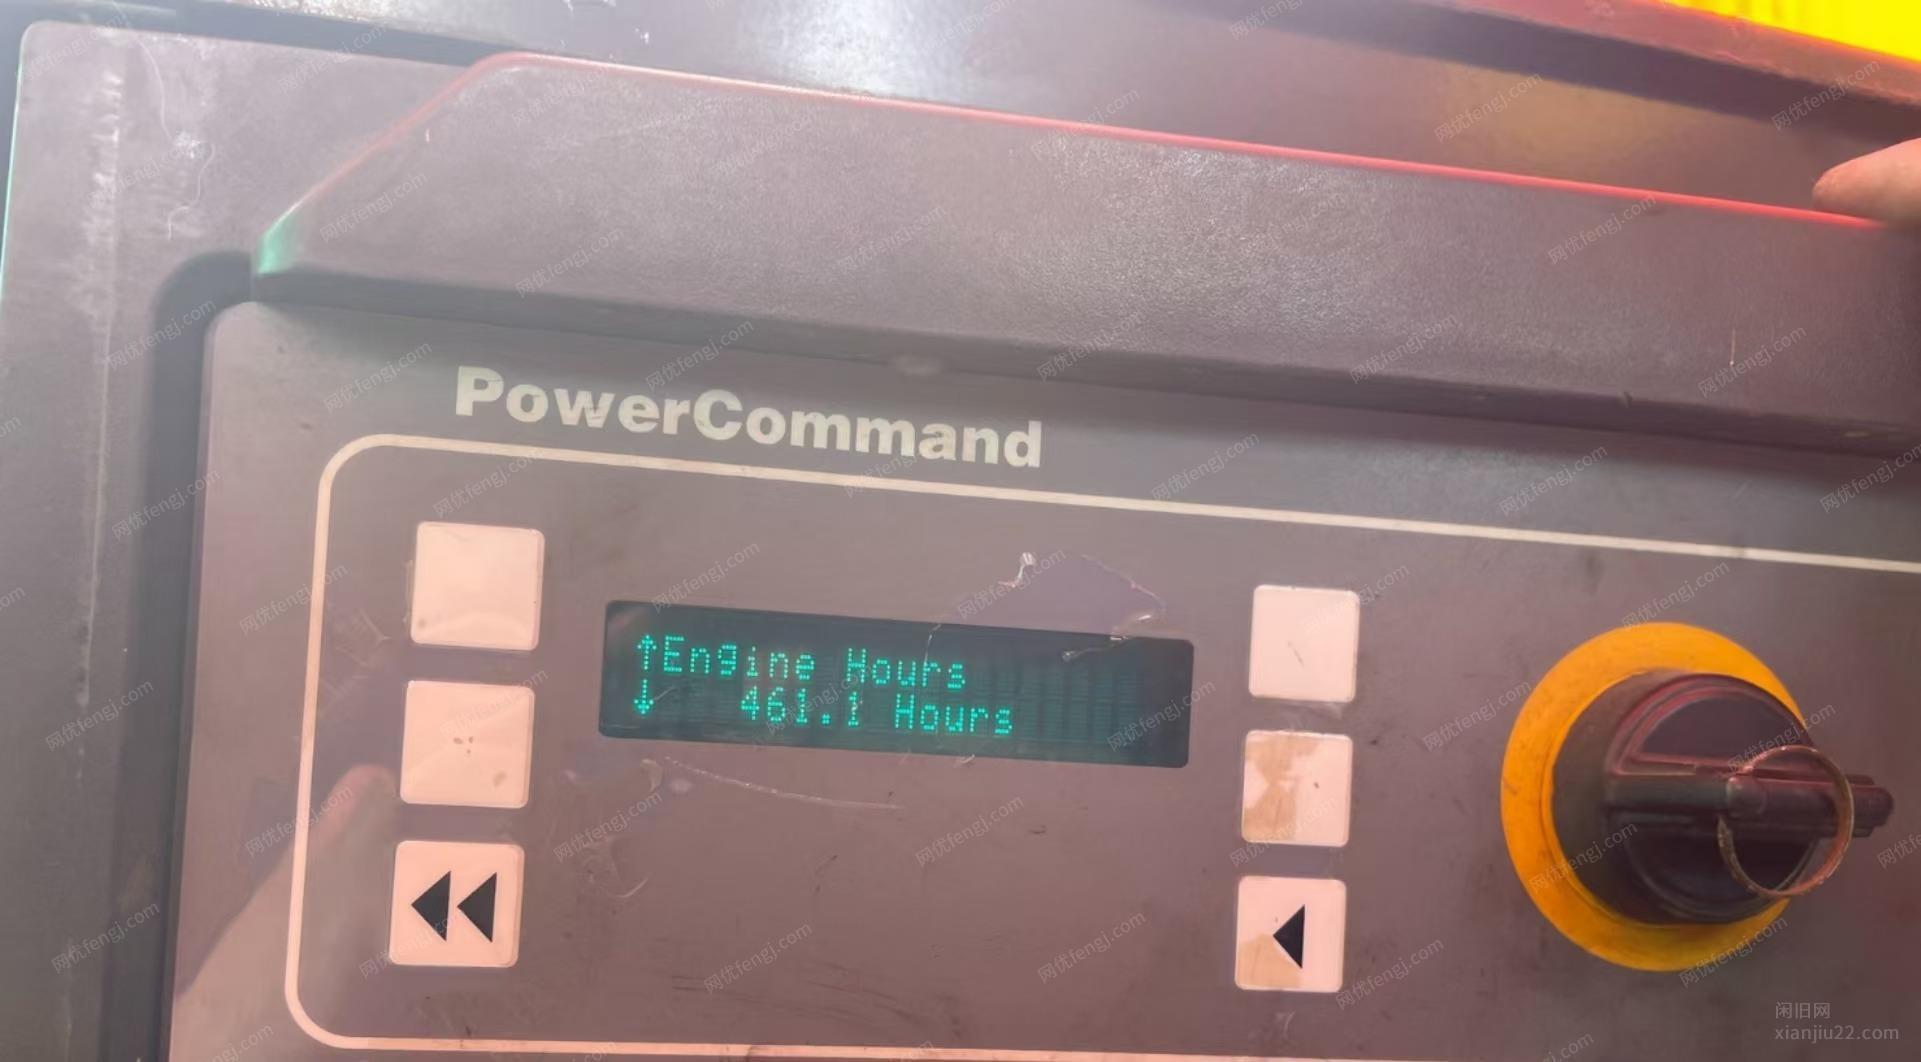 PowerCommand
↑Engine Hours
↓ 461.1 Hours
网优fengj.com
闲旧网
xianjiu22.com